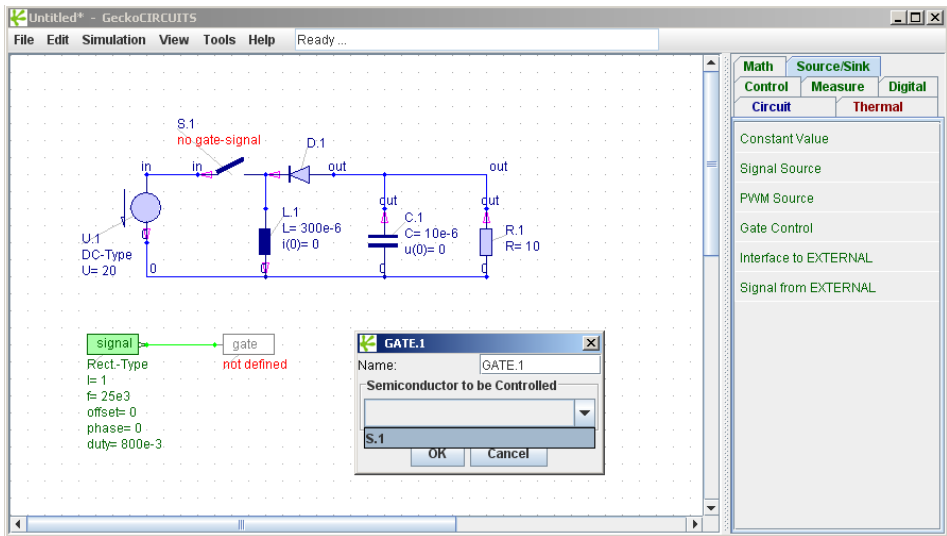 Untitled* - GeckoCIRCUITS
File Edit Simulation View Tools Help Ready ...
Math Source/Sink
Control Measure Digital
Circuit Thermal
Constant Value
Signal Source
PWM Source
Gate Control
Interface to EXTERNAL
Signal from EXTERNAL
S.1
no gate-signal
D.1
in in out out
out out
L.1
L= 300e-6
i(0)= 0
C.1
C= 10e-6
u(0)= 0
R.1
R= 10
U.1
DC-Type
U= 20
0 0 0 0 0
signal gate
Rect.-Type not defined
I= 1
f= 25e3
offset= 0
phase= 0
duty= 800e-3
GATE.1
Name: GATE.1
Semiconductor to be Controlled
S.1
OK Cancel